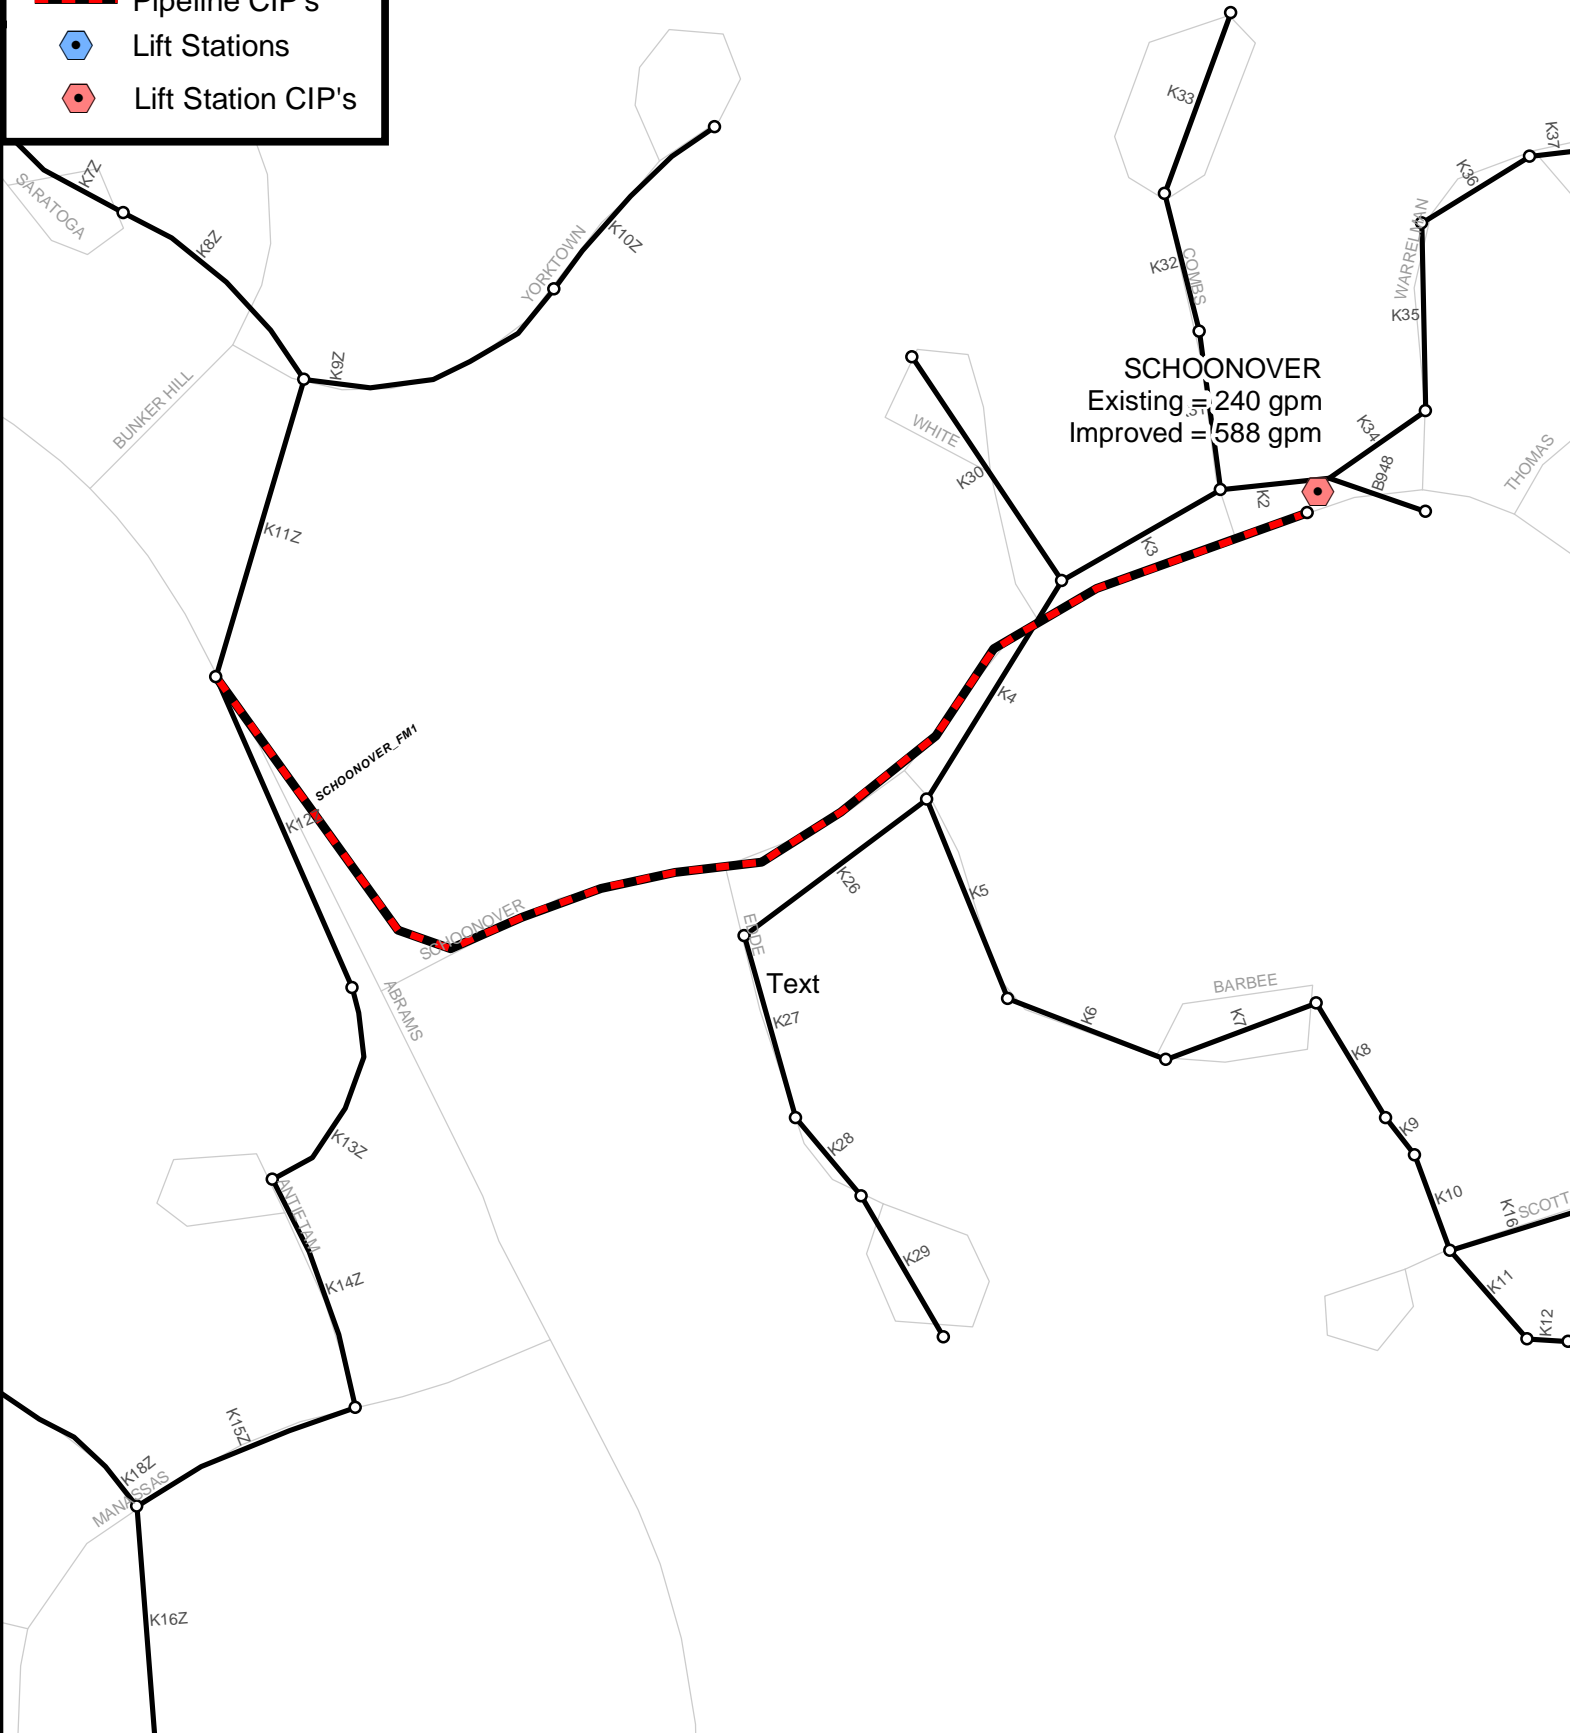 Pipeline CIP's
Lift Stations
Lift Station CIP's
K33
K37
K36
K7Z
SARATOGA
K8Z
K10Z
YORKTOWN
WARRELMAN
K32
COMBS
K35
K9Z
SCHOONOVER
Existing = 240 gpm
Improved = 588 gpm
BUNKER HILL
WHITE
K30
K34
B948
THOMAS
K2
K11Z
K3
K4
SCHOONOVER_FM1
K12Z
K26
K5
SCHOONOVER
EDDE
Text
ABRAMS
BARBEE
K27
K6
K7
K8
K13Z
K28
K9
ANTIETAM
K10
K16
SCOTT
K14Z
K29
K11
K12
K15Z
K18Z
MANASSAS
K16Z